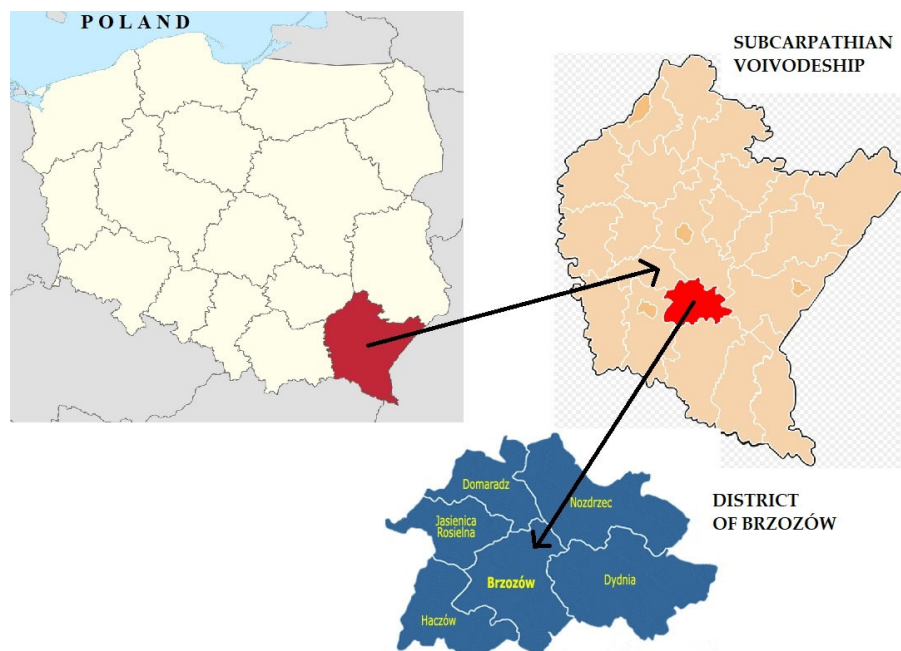 POLAND
SUBCARPATHIAN
VOIVODESHIP
Domaradz
Nozdrzec
Jasienica
Rosielna
Brzozów
Dydnia
Haczów
DISTRICT
OF BRZOZÓW